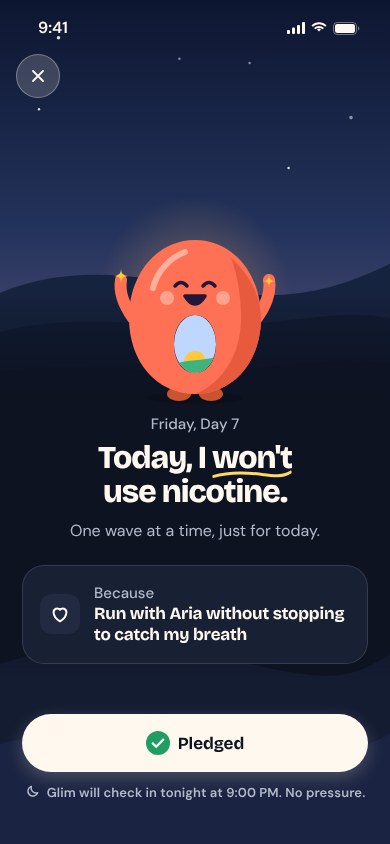 9:41
Friday, Day 7
Today, I won't
use nicotine.
One wave at a time, just for today.
Because
Run with Aria without stopping
to catch my breath
Pledged
Glim will check in tonight at 9:00 PM. No pressure.